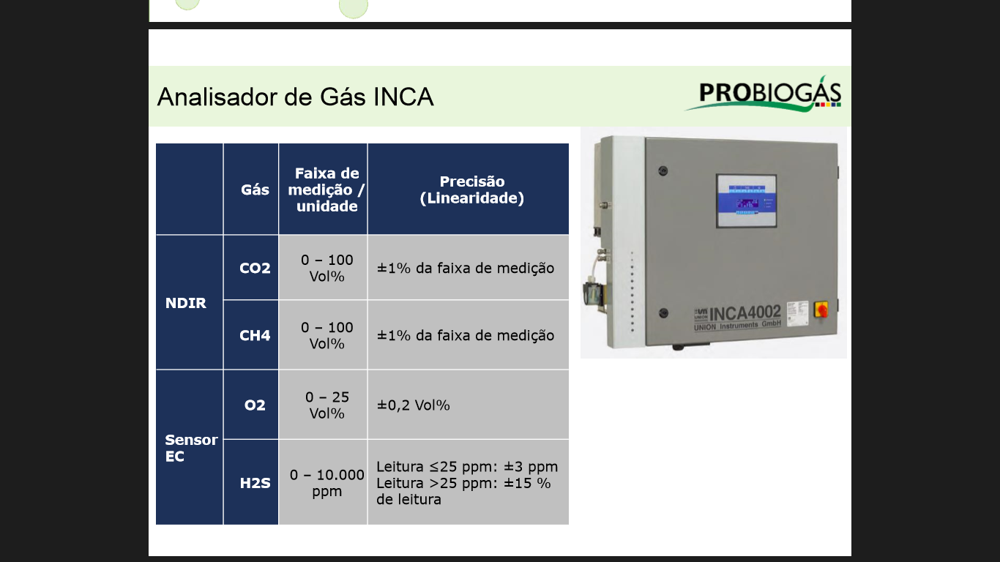 Analisador de Gás INCA
PROBIOGÁS
Gás
Faixa de
medição /
unidade
Precisão
(Linearidade)
NDIR
CO2
0 – 100
Vol%
±1% da faixa de medição
CH4
0 – 100
Vol%
±1% da faixa de medição
Sensor
EC
O2
0 – 25
Vol%
±0,2 Vol%
H2S
0 – 10.000
ppm
Leitura ≤25 ppm: ±3 ppm
Leitura >25 ppm: ±15 %
de leitura
UNION
INCA4002
UNION Instruments GmbH